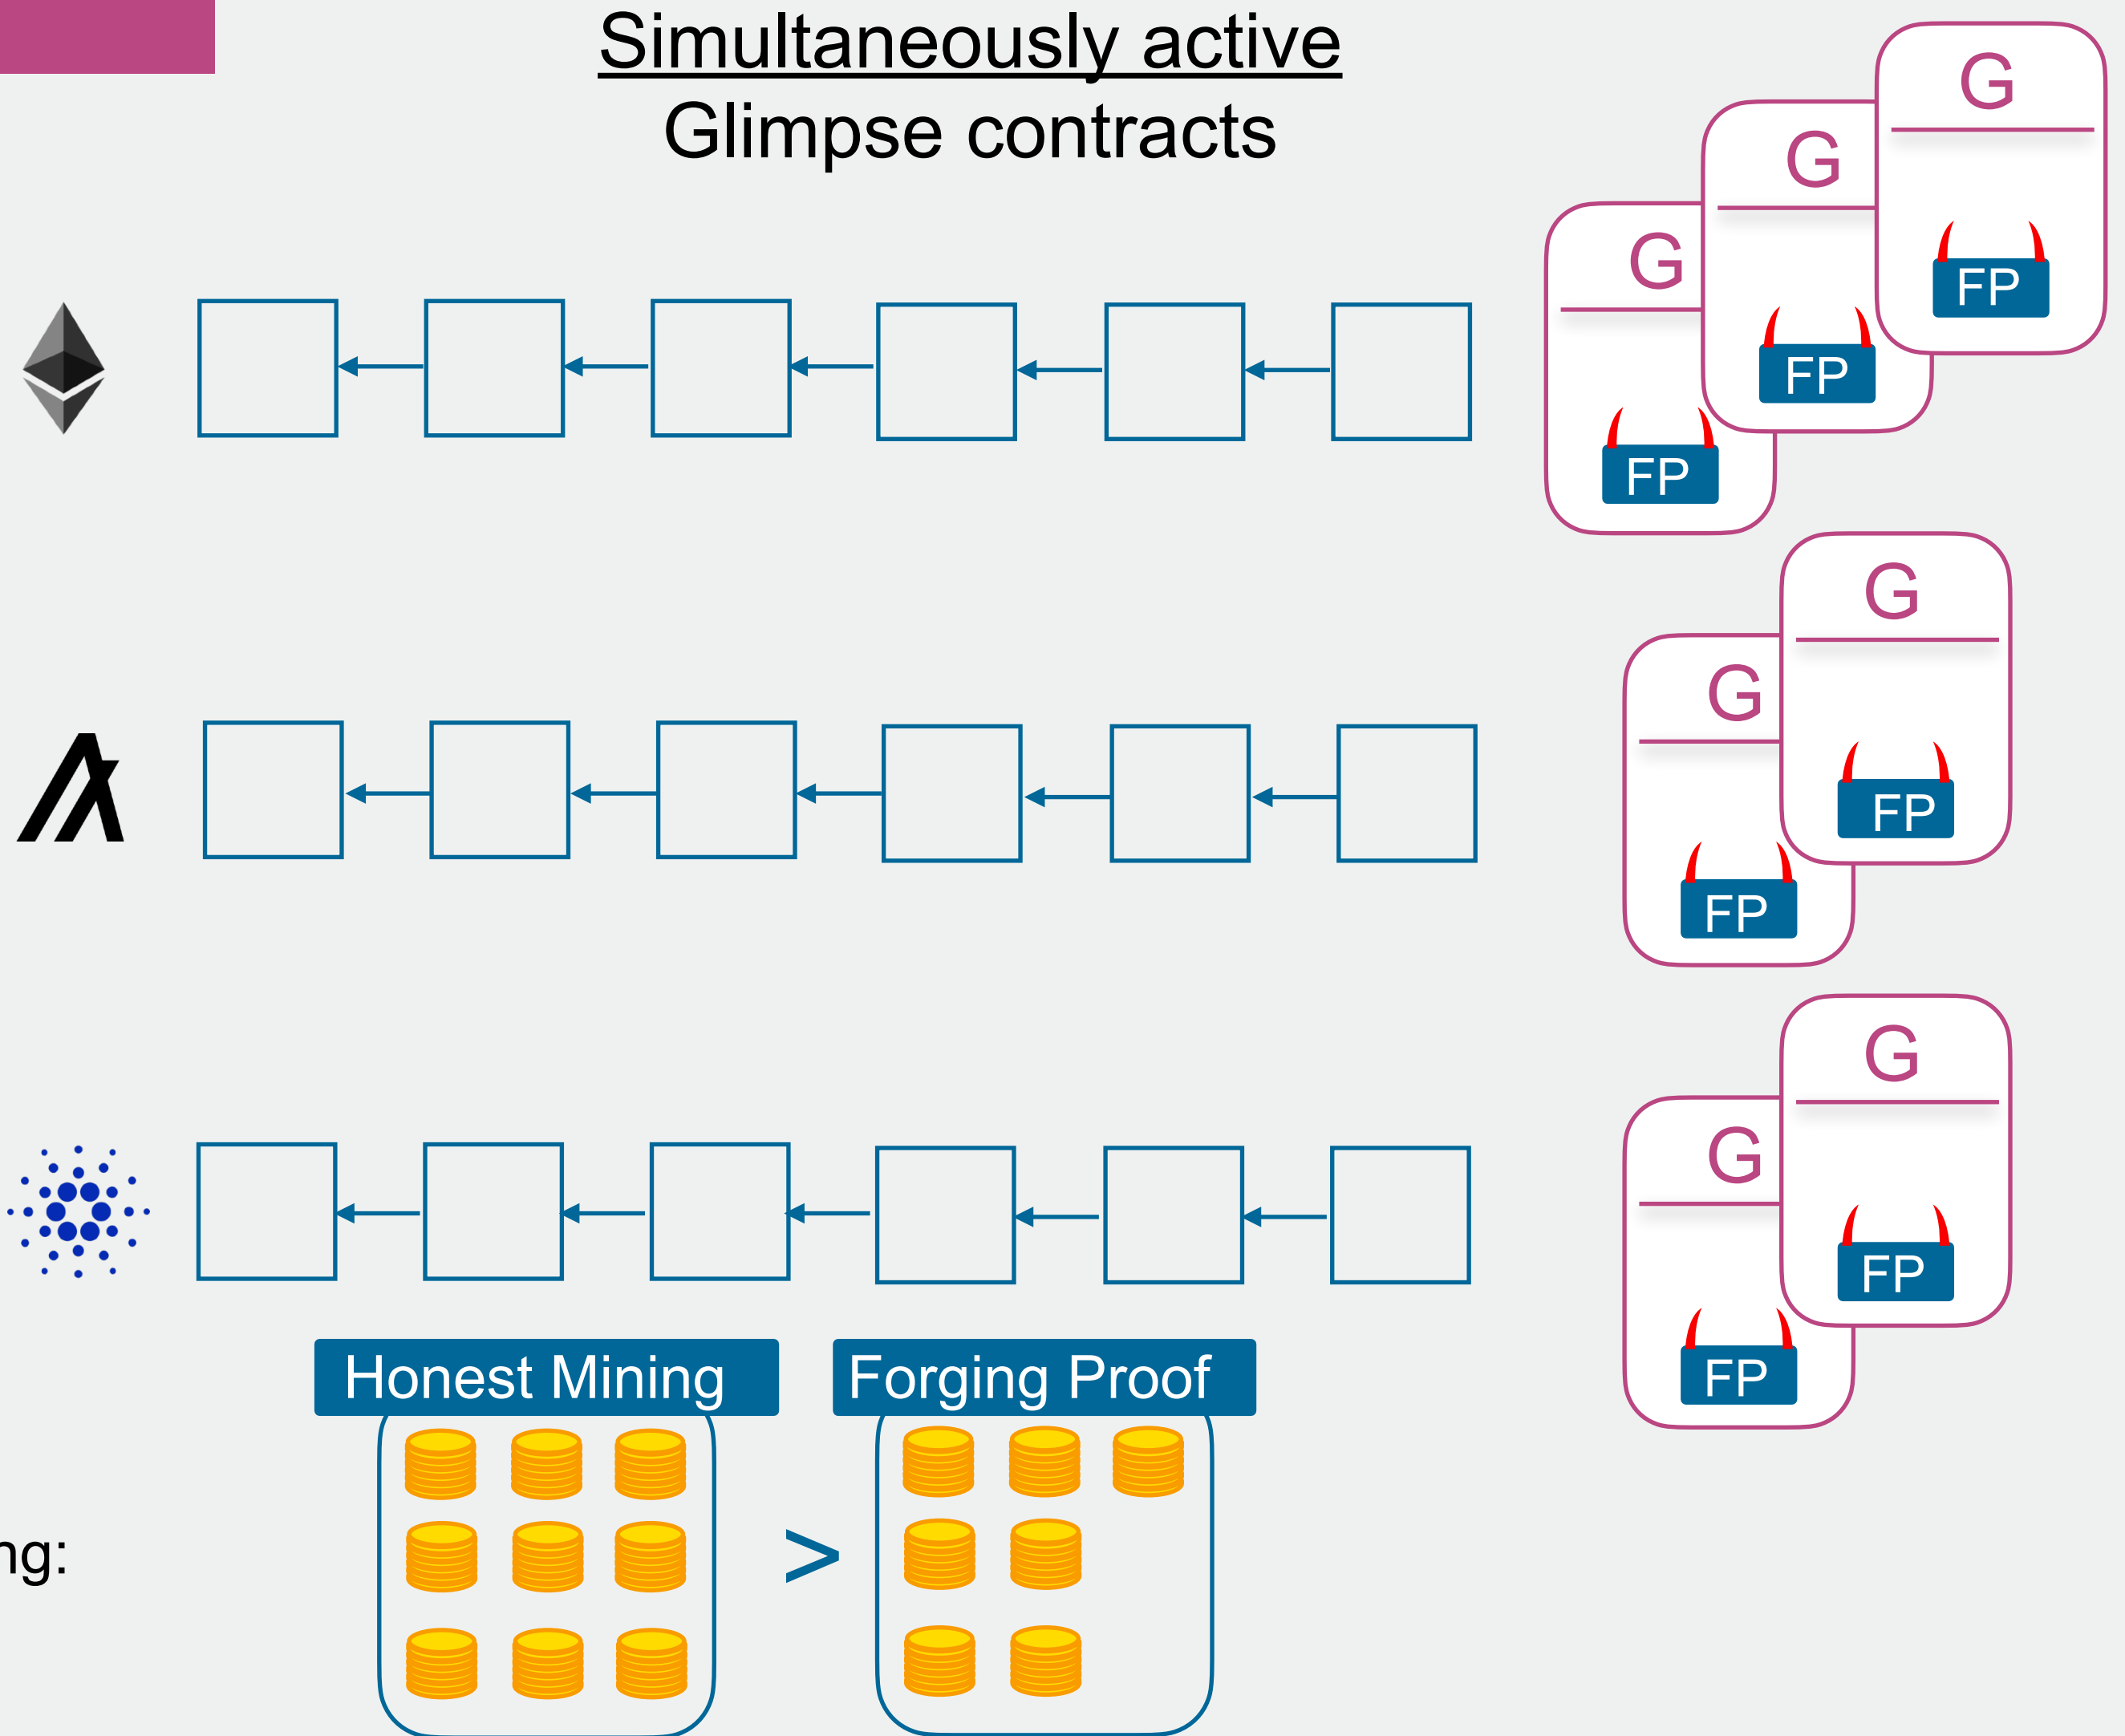 Simultaneously active
Glimpse contracts
G
G
G
FP
FP
FP
G
G
FP
FP
G
G
FP
FP
Honest Mining
Forging Proof
>
ng: